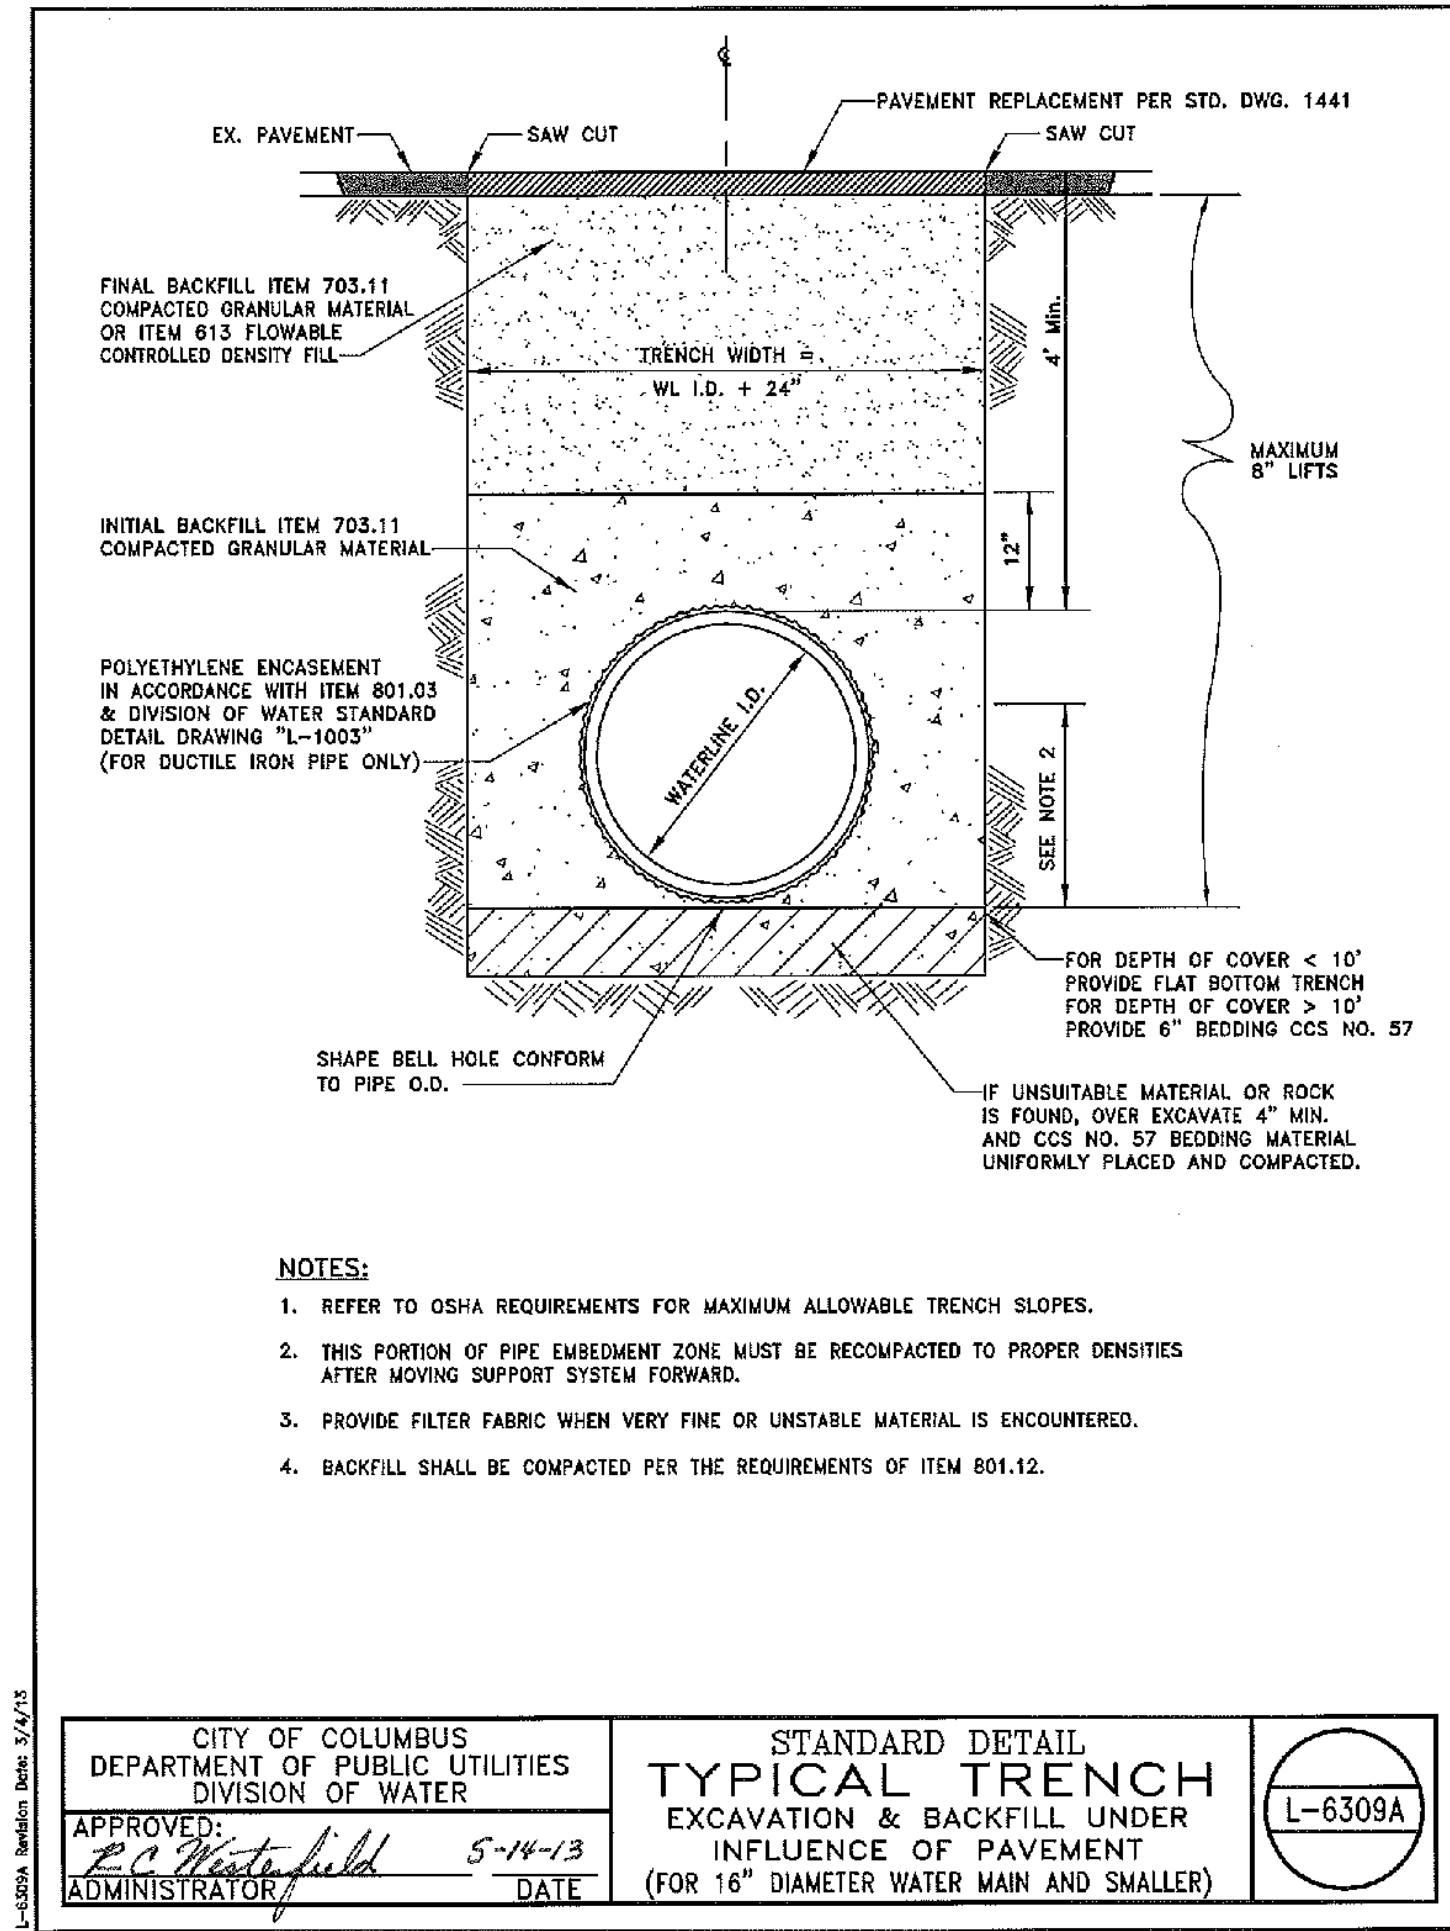 ℄
PAVEMENT REPLACEMENT PER STD. DWG. 1441
EX. PAVEMENT
SAW CUT
SAW CUT
FINAL BACKFILL ITEM 703.11
COMPACTED GRANULAR MATERIAL
OR ITEM 613 FLOWABLE
CONTROLLED DENSITY FILL
4' Min.
TRENCH WIDTH =
WL I.D. + 24"
MAXIMUM
8" LIFTS
INITIAL BACKFILL ITEM 703.11
COMPACTED GRANULAR MATERIAL
12"
POLYETHYLENE ENCASEMENT
IN ACCORDANCE WITH ITEM 801.03
& DIVISION OF WATER STANDARD
DETAIL DRAWING "L-1003"
(FOR DUCTILE IRON PIPE ONLY)
WATERLINE I.D.
SEE NOTE 2
FOR DEPTH OF COVER < 10'
PROVIDE FLAT BOTTOM TRENCH
FOR DEPTH OF COVER > 10'
PROVIDE 6" BEDDING CCS NO. 57
SHAPE BELL HOLE CONFORM
TO PIPE O.D.
IF UNSUITABLE MATERIAL OR ROCK
IS FOUND, OVER EXCAVATE 4" MIN.
AND CCS NO. 57 BEDDING MATERIAL
UNIFORMLY PLACED AND COMPACTED.
NOTES:
1. REFER TO OSHA REQUIREMENTS FOR MAXIMUM ALLOWABLE TRENCH SLOPES.
2. THIS PORTION OF PIPE EMBEDMENT ZONE MUST BE RECOMPACTED TO PROPER DENSITIES
AFTER MOVING SUPPORT SYSTEM FORWARD.
3. PROVIDE FILTER FABRIC WHEN VERY FINE OR UNSTABLE MATERIAL IS ENCOUNTERED.
4. BACKFILL SHALL BE COMPACTED PER THE REQUIREMENTS OF ITEM 801.12.
L-6309A Revision Date: 3/4/13
CITY OF COLUMBUS
DEPARTMENT OF PUBLIC UTILITIES
DIVISION OF WATER
APPROVED:
R C Westerfield 5-14-13
ADMINISTRATOR DATE
STANDARD DETAIL
TYPICAL TRENCH
EXCAVATION & BACKFILL UNDER
INFLUENCE OF PAVEMENT
(FOR 16" DIAMETER WATER MAIN AND SMALLER)
L-6309A